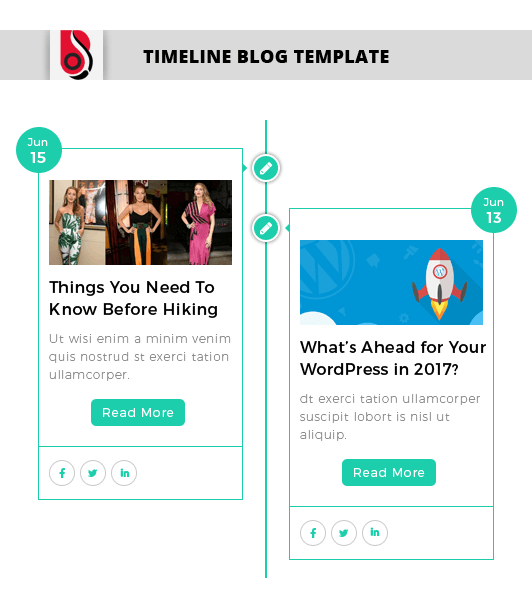 TIMELINE BLOG TEMPLATE
Jun
15
Things You Need To
Know Before Hiking
Ut wisi enim a minim venim
quis nostrud st exerci tation
ullamcorper.
Read More
Jun
13
What's Ahead for Your
WordPress in 2017?
dt exerci tation ullamcorper
suscipit lobort is nisl ut
aliquip.
Read More